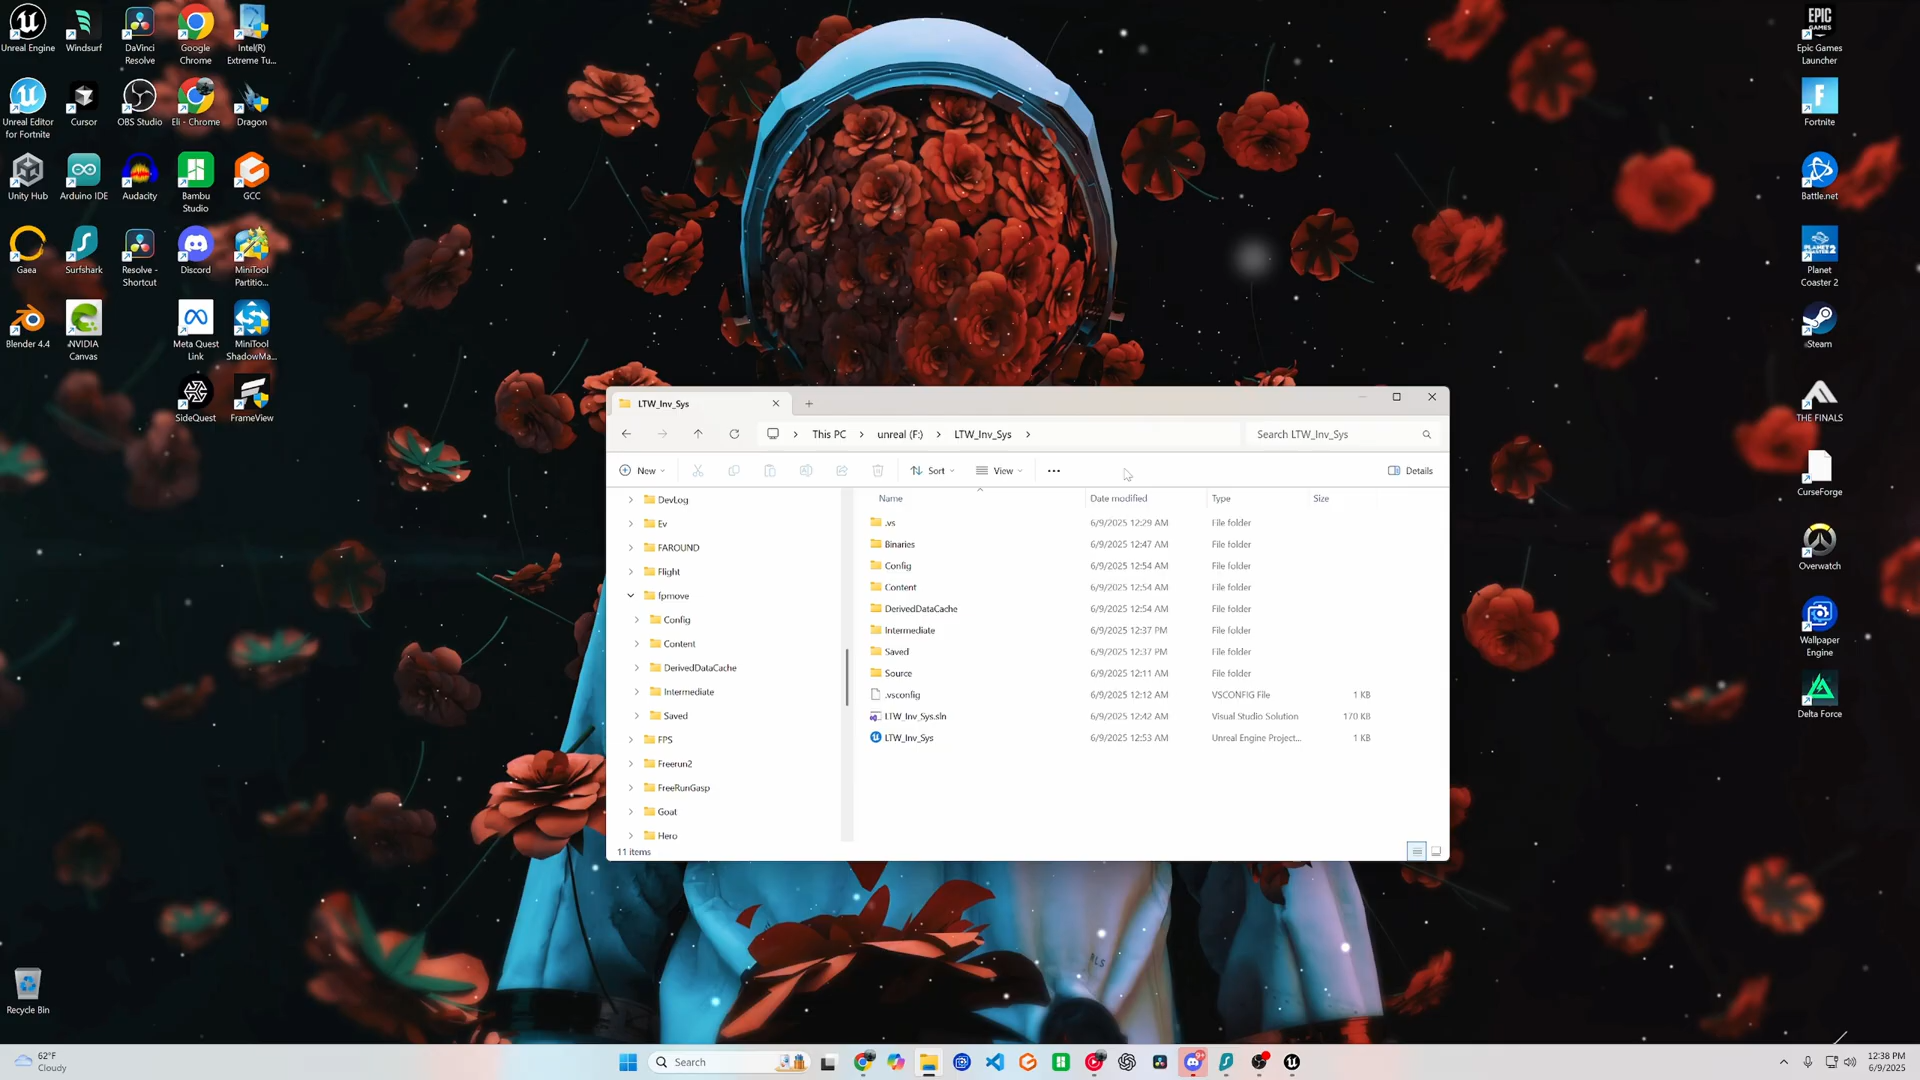 Unreal Engine
Windsurf
DaVinci
Resolve
Google
Chrome
Intel(R)
Extreme Tu...
Unreal Editor
for Fortnite
Cursor
OBS Studio
Eli - Chrome
Dragon
Unity Hub
Arduino IDE
Audacity
Bambu
Studio
GCC
Gaea
Surfshark
Resolve -
Shortcut
Discord
MiniTool
Partitio...
Blender 4.4
NVIDIA
Canvas
Meta Quest
Link
MiniTool
ShadowMa...
SideQuest
FrameView
Recycle Bin
EPIC
GAMES
Epic Games
Launcher
Fortnite
Battle.net
Planet
Coaster 2
Steam
THE FINALS
CurseForge
Overwatch
Wallpaper
Engine
Delta Force
LTW_Inv_Sys
This PC
unreal (F:)
LTW_Inv_Sys
Search LTW_Inv_Sys
New
Sort
View
Details
DevLog
Ev
FAROUND
Flight
fpmove
Config
Content
DerivedDataCache
Intermediate
Saved
FPS
Freerun2
FreeRunGasp
Goat
Hero
Name Date modified Type Size
.vs 6/9/2025 12:29 AM File folder
Binaries 6/9/2025 12:47 AM File folder
Config 6/9/2025 12:54 AM File folder
Content 6/9/2025 12:54 AM File folder
DerivedDataCache 6/9/2025 12:54 AM File folder
Intermediate 6/9/2025 12:37 PM File folder
Saved 6/9/2025 12:37 PM File folder
Source 6/9/2025 12:11 AM File folder
.vsconfig 6/9/2025 12:12 AM VSCONFIG File 1 KB
LTW_Inv_Sys.sln 6/9/2025 12:42 AM Visual Studio Solution 170 KB
LTW_Inv_Sys 6/9/2025 12:53 AM Unreal Engine Project... 1 KB
11 items
62°F
Cloudy
Search
12:38 PM
6/9/2025